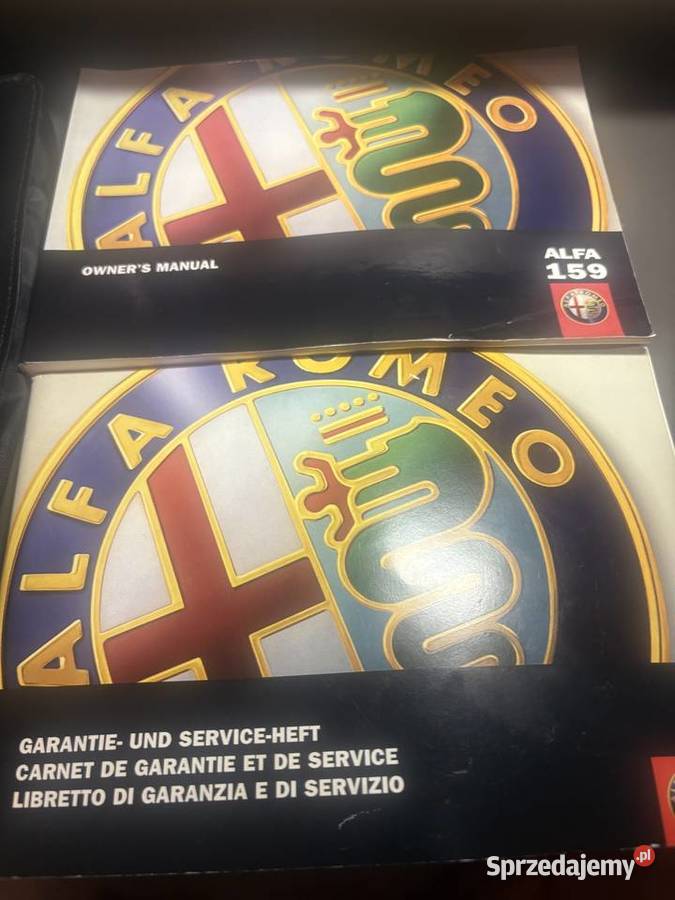 ALFA ROMEO
OWNER'S MANUAL
ALFA
159
ALFA ROMEO
GARANTIE- UND SERVICE-HEFT
CARNET DE GARANTIE ET DE SERVICE
LIBRETTO DI GARANZIA E DI SERVIZIO
Sprzedajemy.pl